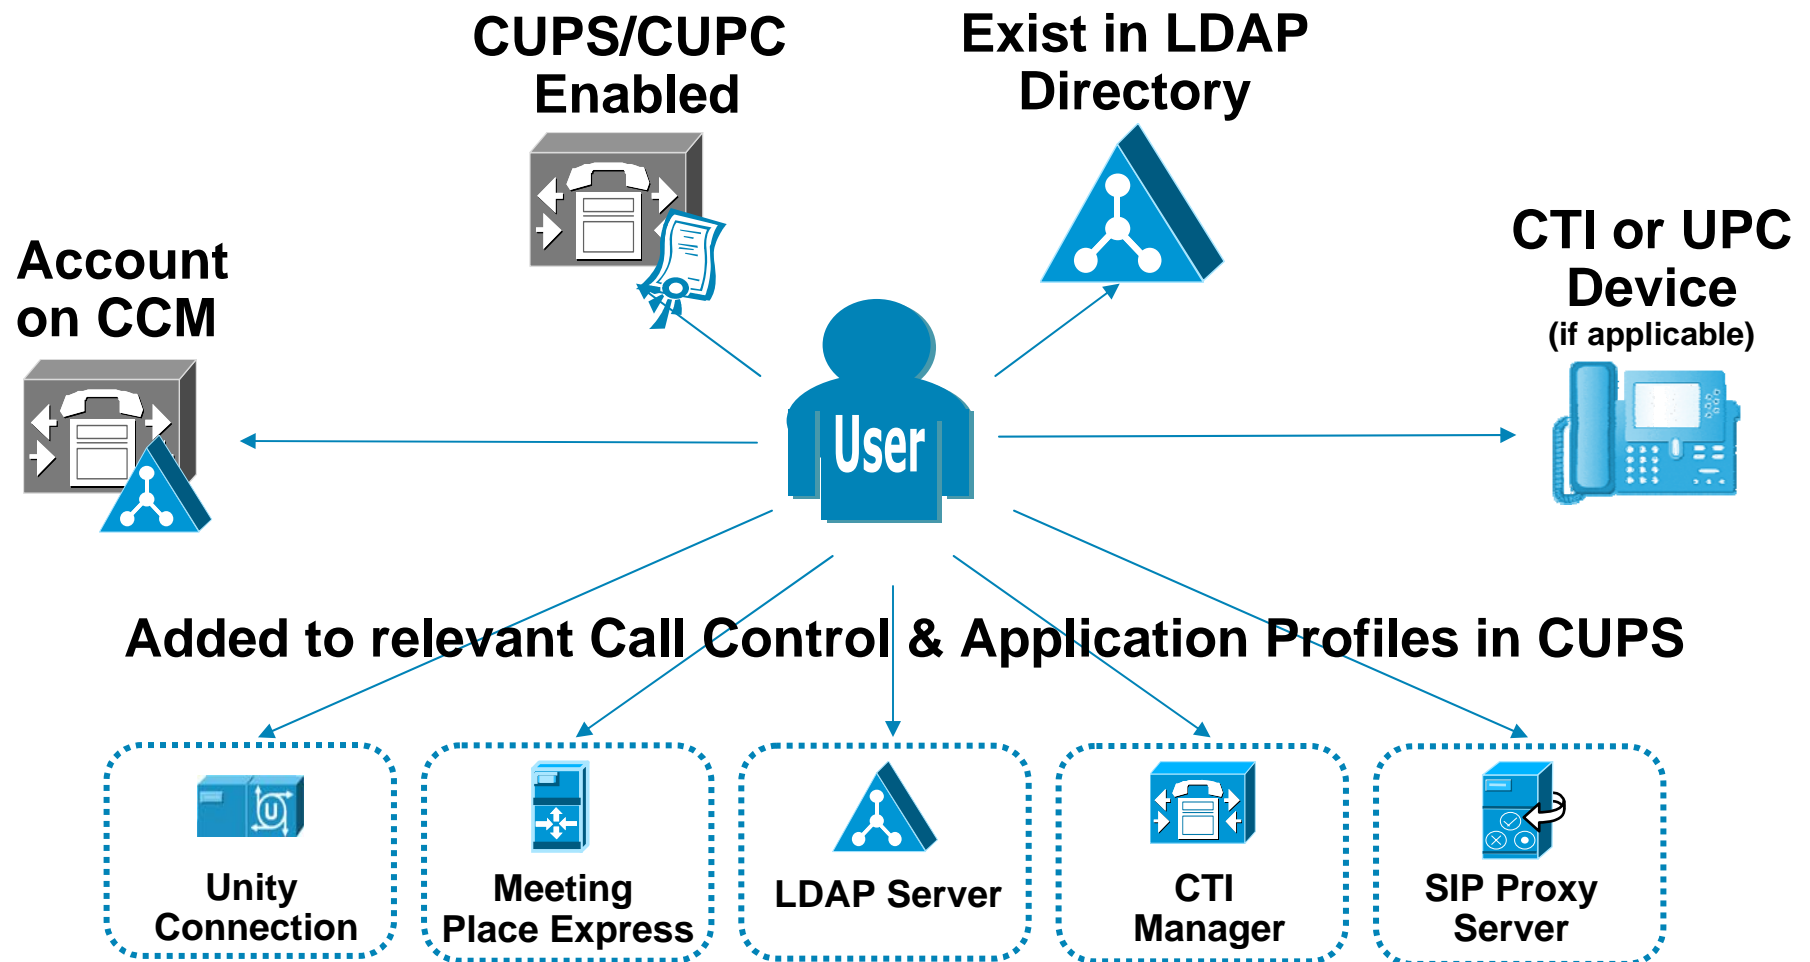 CUPS/CUPC
Enabled
Exist in LDAP
Directory
Account
on CCM
CTI or UPC
Device
(if applicable)
User
Added to relevant Call Control & Application Profiles in CUPS
U
Unity
Connection
Meeting
Place Express
LDAP Server
CTI
Manager
SIP Proxy
Server